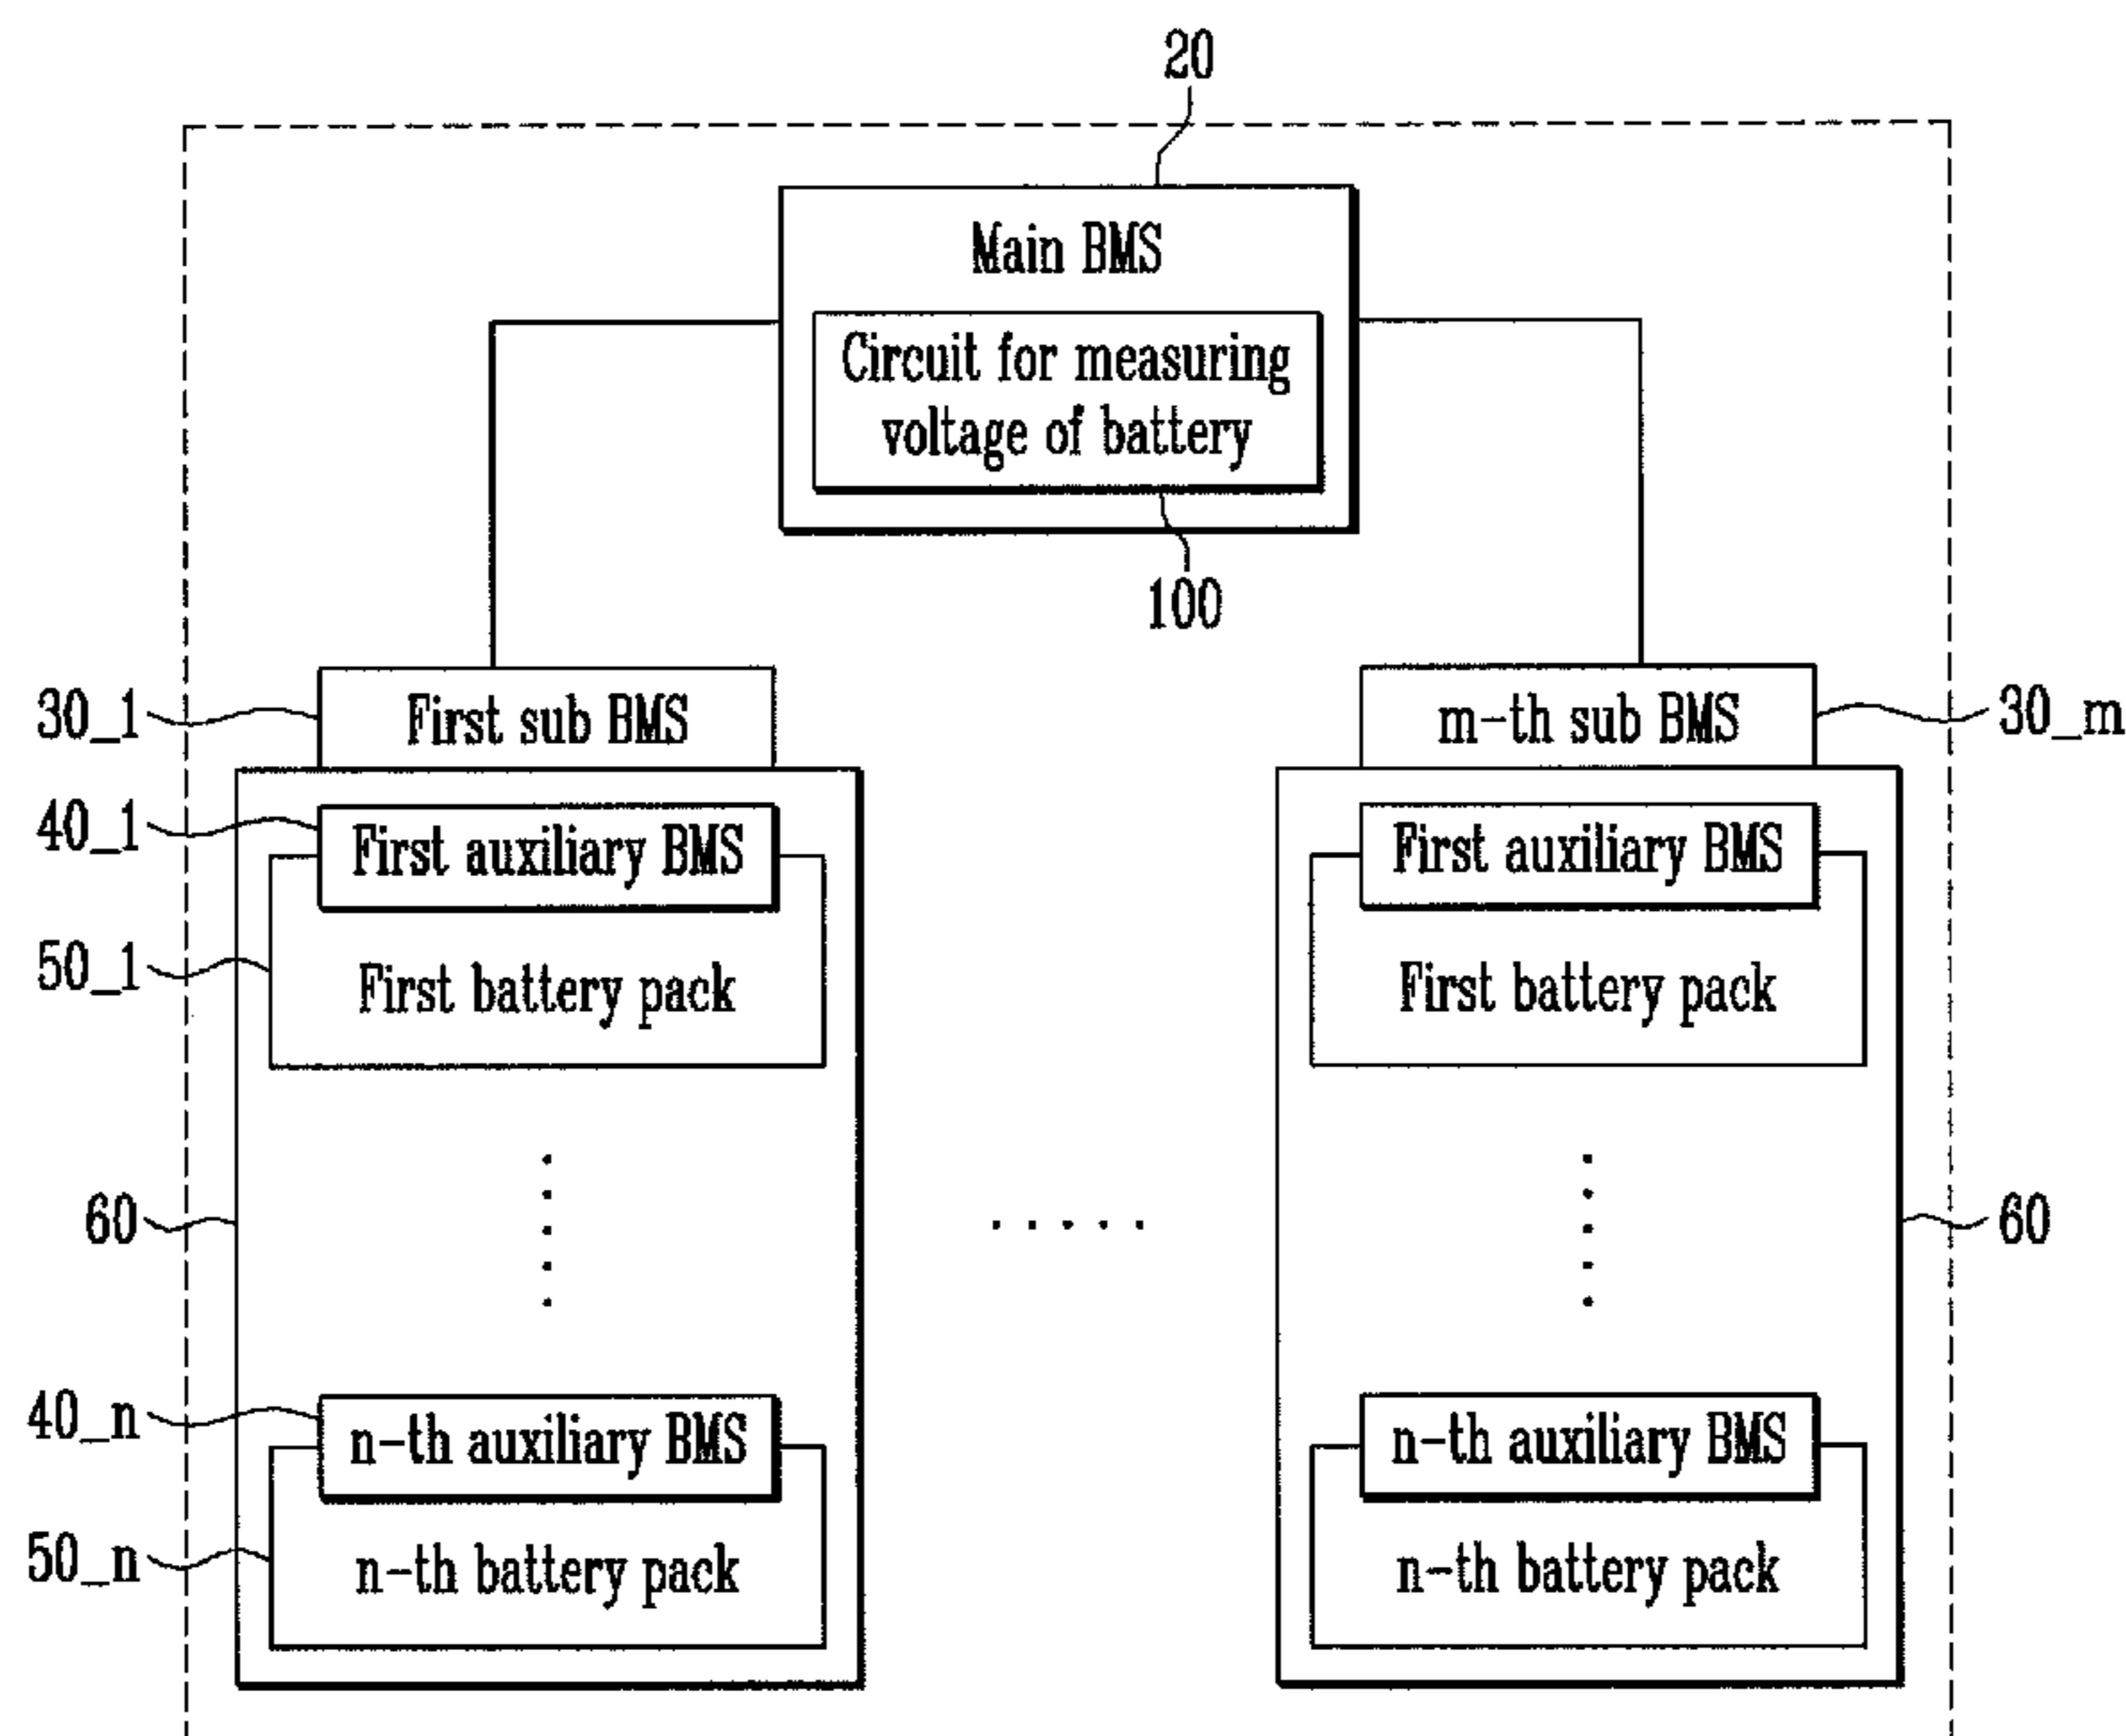 20
Main BMS
Circuit for measuring
voltage of battery
100
30_1
First sub BMS
m-th sub BMS
30_m
40_1
First auxiliary BMS
First auxiliary BMS
50_1
First battery pack
First battery pack
60
60
40_n
n-th auxiliary BMS
n-th auxiliary BMS
50_n
n-th battery pack
n-th battery pack